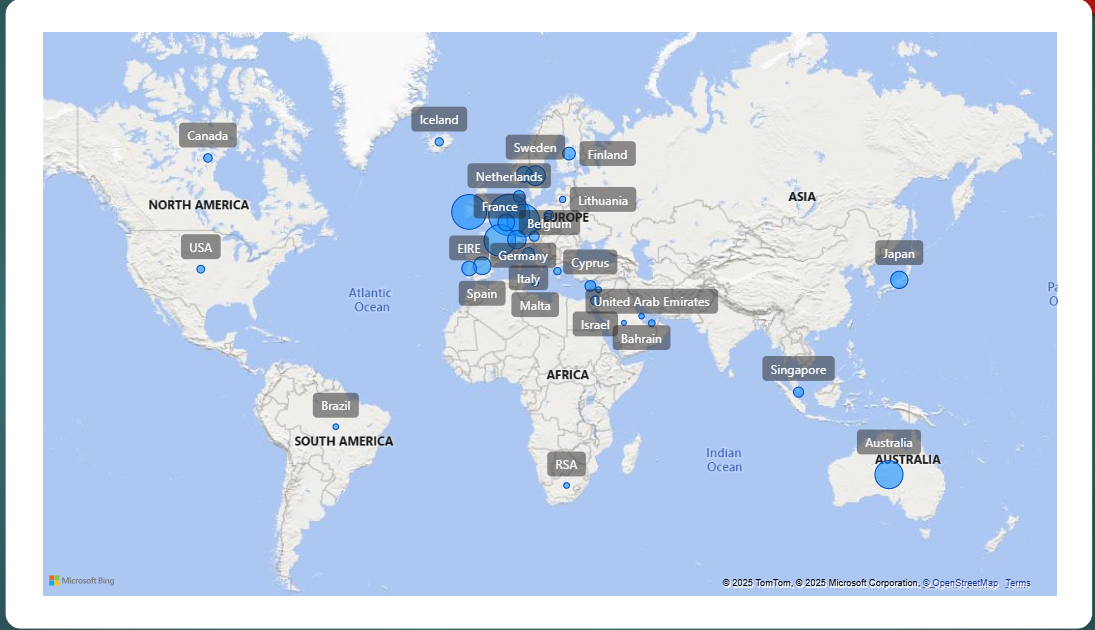 Iceland
Canada
Sweden
Finland
Netherlands
ASIA
Lithuania
NORTH AMERICA
France
EUROPE
Belgium
USA
EIRE
Germany
Japan
Cyprus
Italy
Spain
Atlantic
Ocean
United Arab Emirates
Malta
Israel
Bahrain
Singapore
AFRICA
Brazil
SOUTH AMERICA
Australia
AUSTRALIA
Indian
Ocean
RSA
Microsoft Bing
© 2025 TomTom, © 2025 Microsoft Corporation, © OpenStreetMap Terms